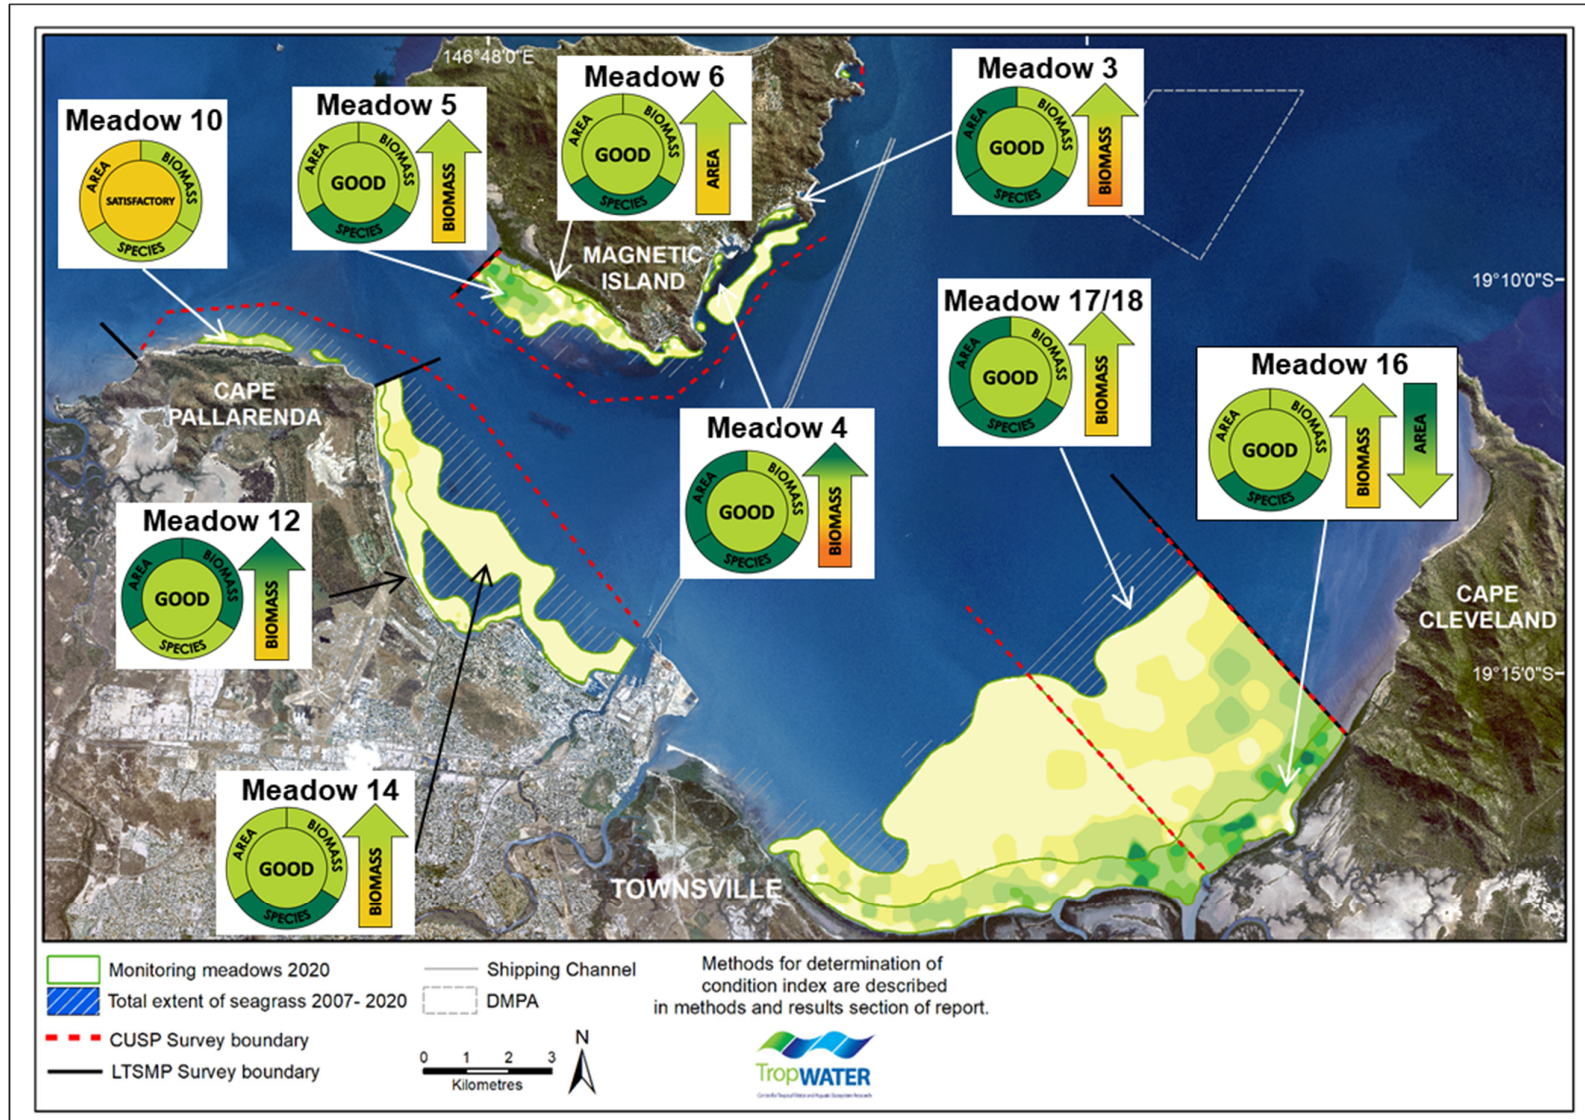 146°48'0"E
Meadow 6
AREA
BIOMASS
GOOD
SPECIES
AREA
Meadow 3
AREA
BIOMASS
GOOD
SPECIES
BIOMASS
Meadow 5
AREA
BIOMASS
GOOD
SPECIES
BIOMASS
Meadow 10
AREA
BIOMASS
SATISFACTORY
SPECIES
MAGNETIC
ISLAND
19°10'0"S
Meadow 17/18
AREA
BIOMASS
GOOD
SPECIES
BIOMASS
Meadow 16
AREA
BIOMASS
GOOD
SPECIES
BIOMASS
AREA
CAPE
PALLARENDA
Meadow 4
AREA
BIOMASS
GOOD
SPECIES
BIOMASS
Meadow 12
AREA
BIOMASS
GOOD
SPECIES
BIOMASS
CAPE
CLEVELAND
19°15'0"S
Meadow 14
AREA
BIOMASS
GOOD
SPECIES
BIOMASS
TOWNSVILLE
Monitoring meadows 2020
Total extent of seagrass 2007- 2020
CUSP Survey boundary
LTSMP Survey boundary
Shipping Channel
DMPA
0 1 2 3
Kilometres
N
Methods for determination of
condition index are described
in methods and results section of report.
TropWATER